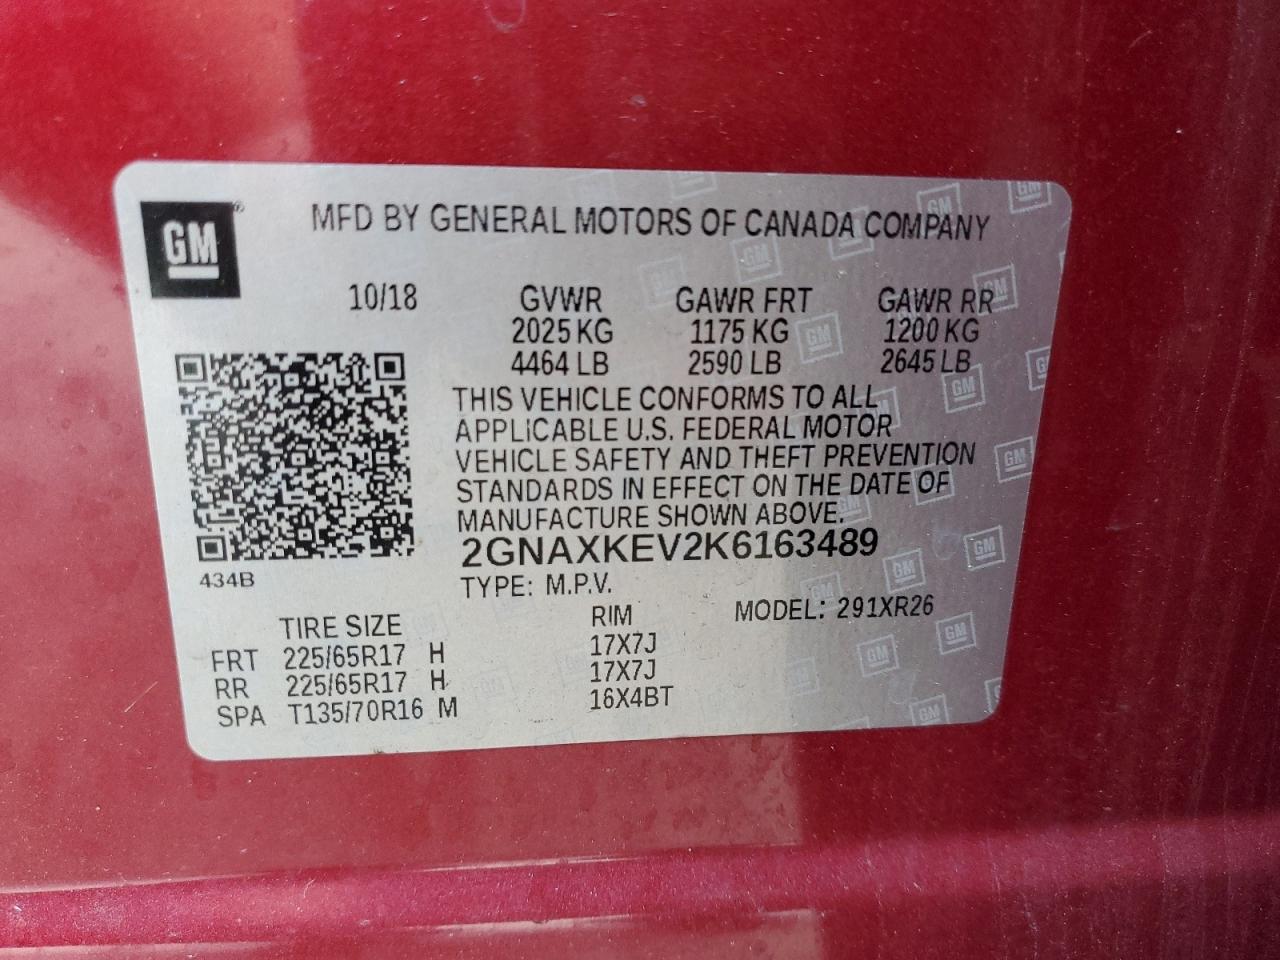 GM
MFD BY GENERAL MOTORS OF CANADA COMPANY
10/18 GVWR GAWR FRT GAWR RR
2025 KG 1175 KG 1200 KG
4464 LB 2590 LB 2645 LB
THIS VEHICLE CONFORMS TO ALL
APPLICABLE U.S. FEDERAL MOTOR
VEHICLE SAFETY AND THEFT PREVENTION
STANDARDS IN EFFECT ON THE DATE OF
MANUFACTURE SHOWN ABOVE.
2GNAXKEV2K6163489
434B
TYPE: M.P.V.
MODEL: 291XR26
TIRE SIZE RIM
FRT 225/65R17 H 17X7J
RR 225/65R17 H 17X7J
SPA T135/70R16 M 16X4BT